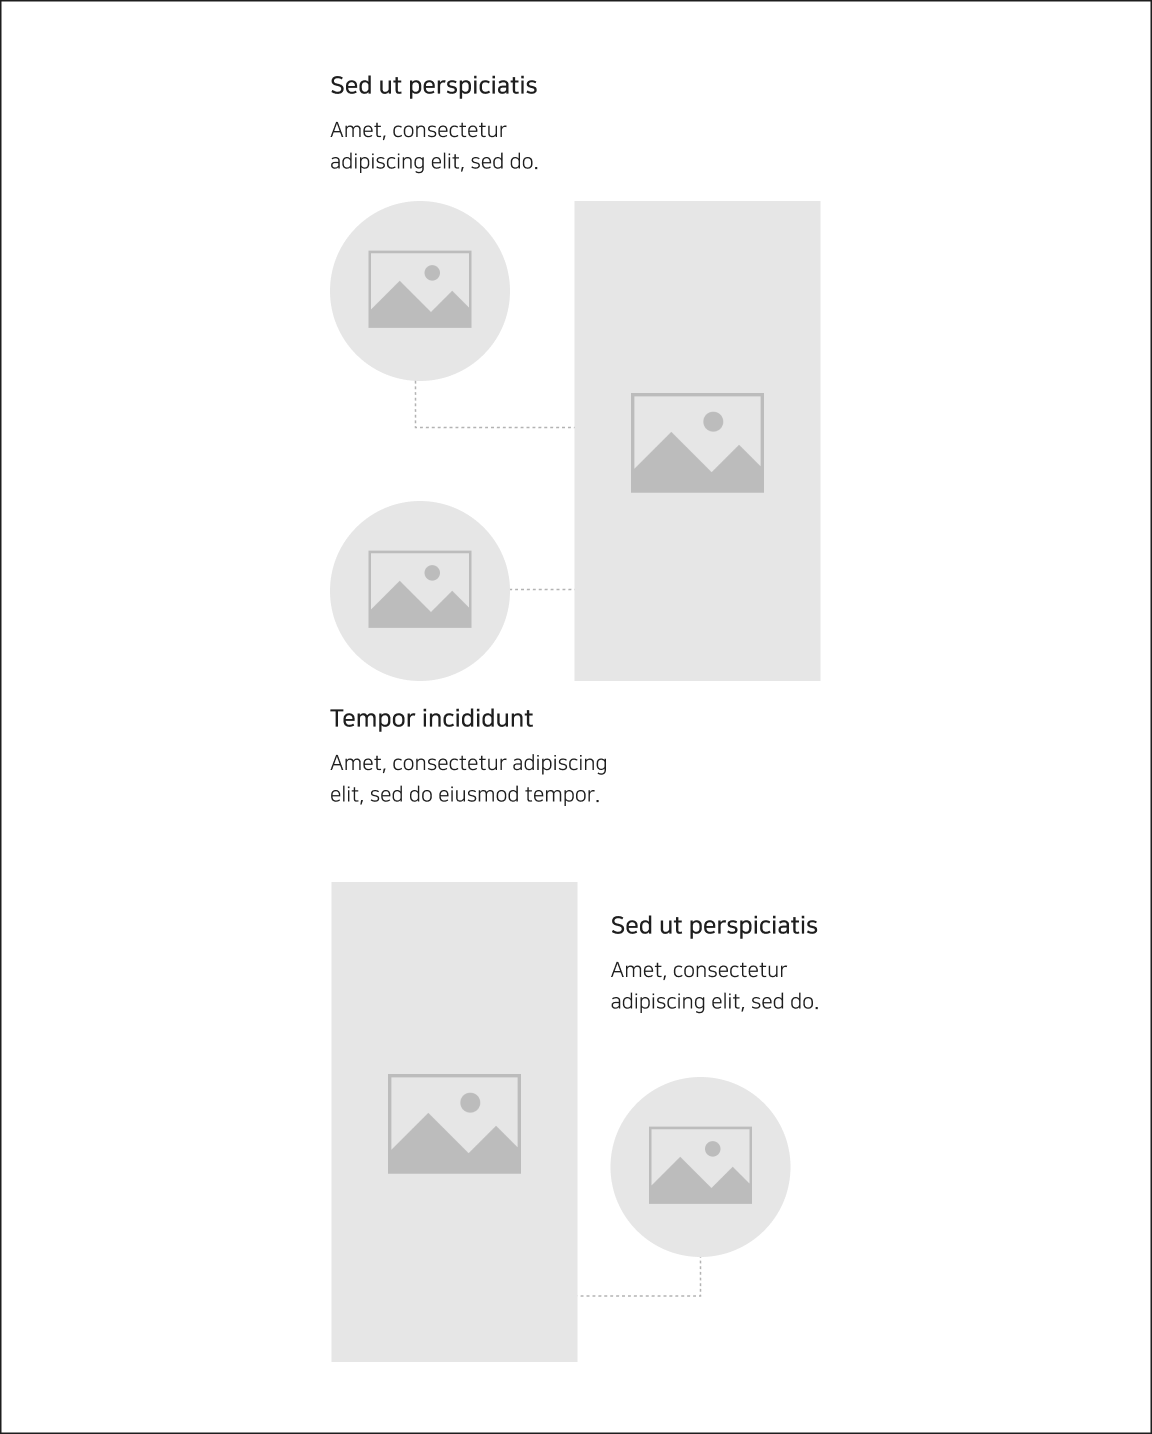 Sed ut perspiciatis
Amet, consectetur
adipiscing elit, sed do.
Tempor incididunt
Amet, consectetur adipiscing
elit, sed do eiusmod tempor.
Sed ut perspiciatis
Amet, consectetur
adipiscing elit, sed do.